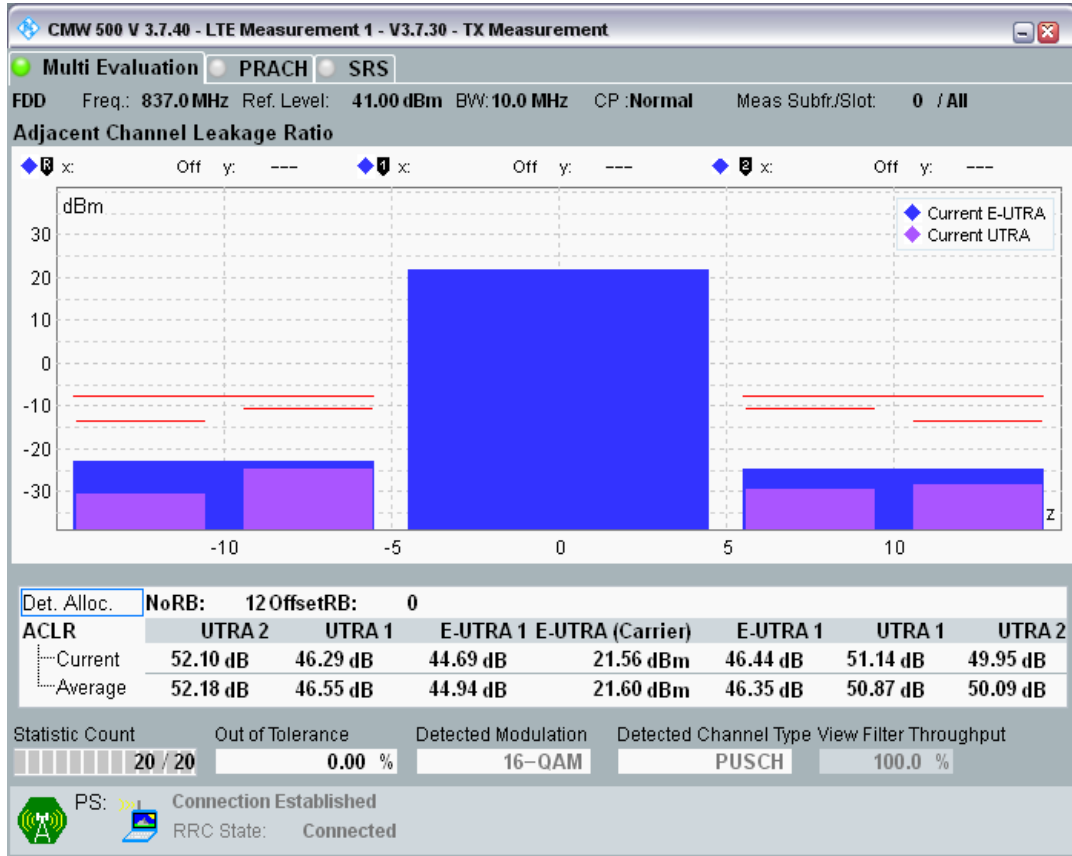 CMW 500 V 3.7.40 - LTE Measurement 1 - V3.7.30 - TX Measurement
Multi Evaluation PRACH SRS
FDD Freq.: 837.0 MHz Ref. Level: 41.00 dBm BW: 10.0 MHz CP :Normal Meas Subfr./Slot: 0 / All
Adjacent Channel Leakage Ratio
R x: Off y: --- 1 x: Off y: --- 2 x: Off y: ---
dBm
Current E-UTRA
Current UTRA
30
20
10
0
-10
-20
-30
z
-10 -5 0 5 10
Det. Alloc. NoRB: 12 OffsetRB: 0
ACLR UTRA 2 UTRA 1 E-UTRA 1 E-UTRA (Carrier) E-UTRA 1 UTRA 1 UTRA 2
Current 52.10 dB 46.29 dB 44.69 dB 21.56 dBm 46.44 dB 51.14 dB 49.95 dB
Average 52.18 dB 46.55 dB 44.94 dB 21.60 dBm 46.35 dB 50.87 dB 50.09 dB
Statistic Count Out of Tolerance Detected Modulation Detected Channel Type View Filter Throughput
20 / 20 0.00 % 16-QAM PUSCH 100.0 %
PS: Connection Established
RRC State: Connected